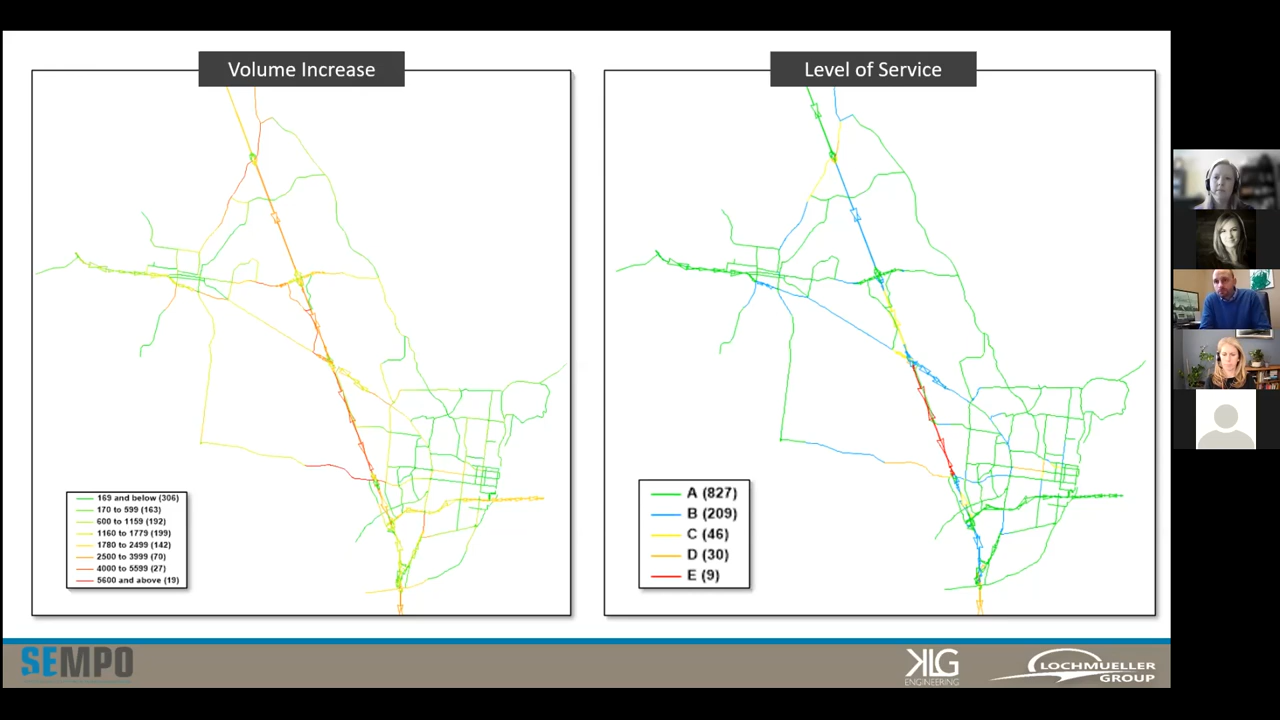 Volume Increase
169 and below (306)
170 to 599 (163)
600 to 1159 (192)
1160 to 1779 (199)
1780 to 2499 (142)
2500 to 3999 (70)
4000 to 5599 (27)
5600 and above (19)
Level of Service
A (827)
B (209)
C (46)
D (30)
E (9)
SEMPO
KLG
ENGINEERING
LOCHMUELLER
GROUP